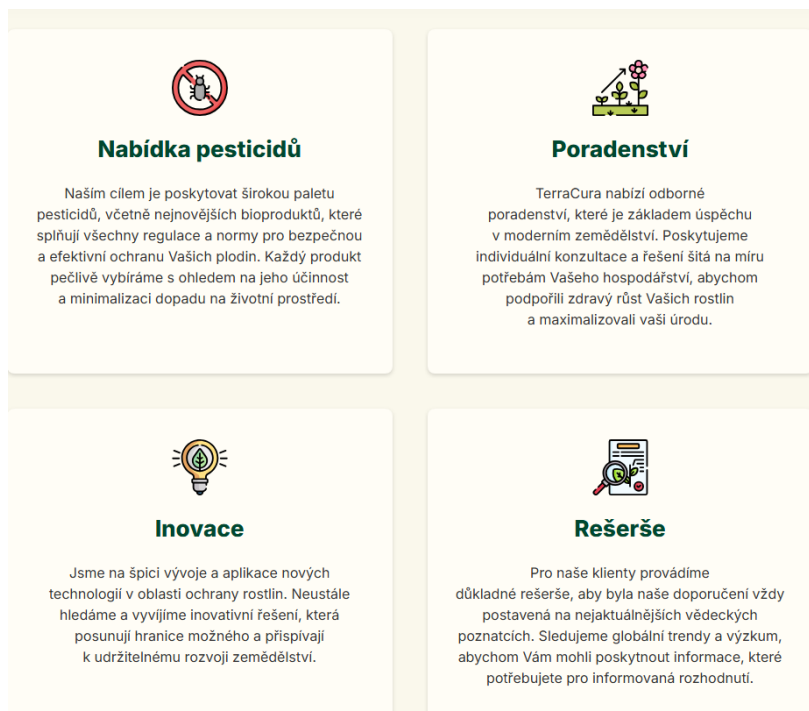 Nabídka pesticidů
Naším cílem je poskytovat širokou paletu
pesticidů, včetně nejnovějších bioproduktů, které
splňují všechny regulace a normy pro bezpečnou
a efektivní ochranu Vašich plodin. Každý produkt
pečlivě vybíráme s ohledem na jeho účinnost
a minimalizaci dopadu na životní prostředí.
Poradenství
TerraCura nabízí odborné
poradenství, které je základem úspěchu
v moderním zemědělství. Poskytujeme
individuální konzultace a řešení šitá na míru
potřebám Vašeho hospodářství, abychom
podpořili zdravý růst Vašich rostlin
a maximalizovali vaši úrodu.
Inovace
Jsme na špici vývoje a aplikace nových
technologií v oblasti ochrany rostlin. Neustále
hledáme a vyvíjíme inovativní řešení, která
posunují hranice možného a přispívají
k udržitelnému rozvoji zemědělství.
Rešerše
Pro naše klienty provádíme
důkladné rešerše, aby byla naše doporučení vždy
postavená na nejaktuálnějších vědeckých
poznatcích. Sledujeme globální trendy a výzkum,
abychom Vám mohli poskytnout informace, které
potřebujete pro informovaná rozhodnutí.